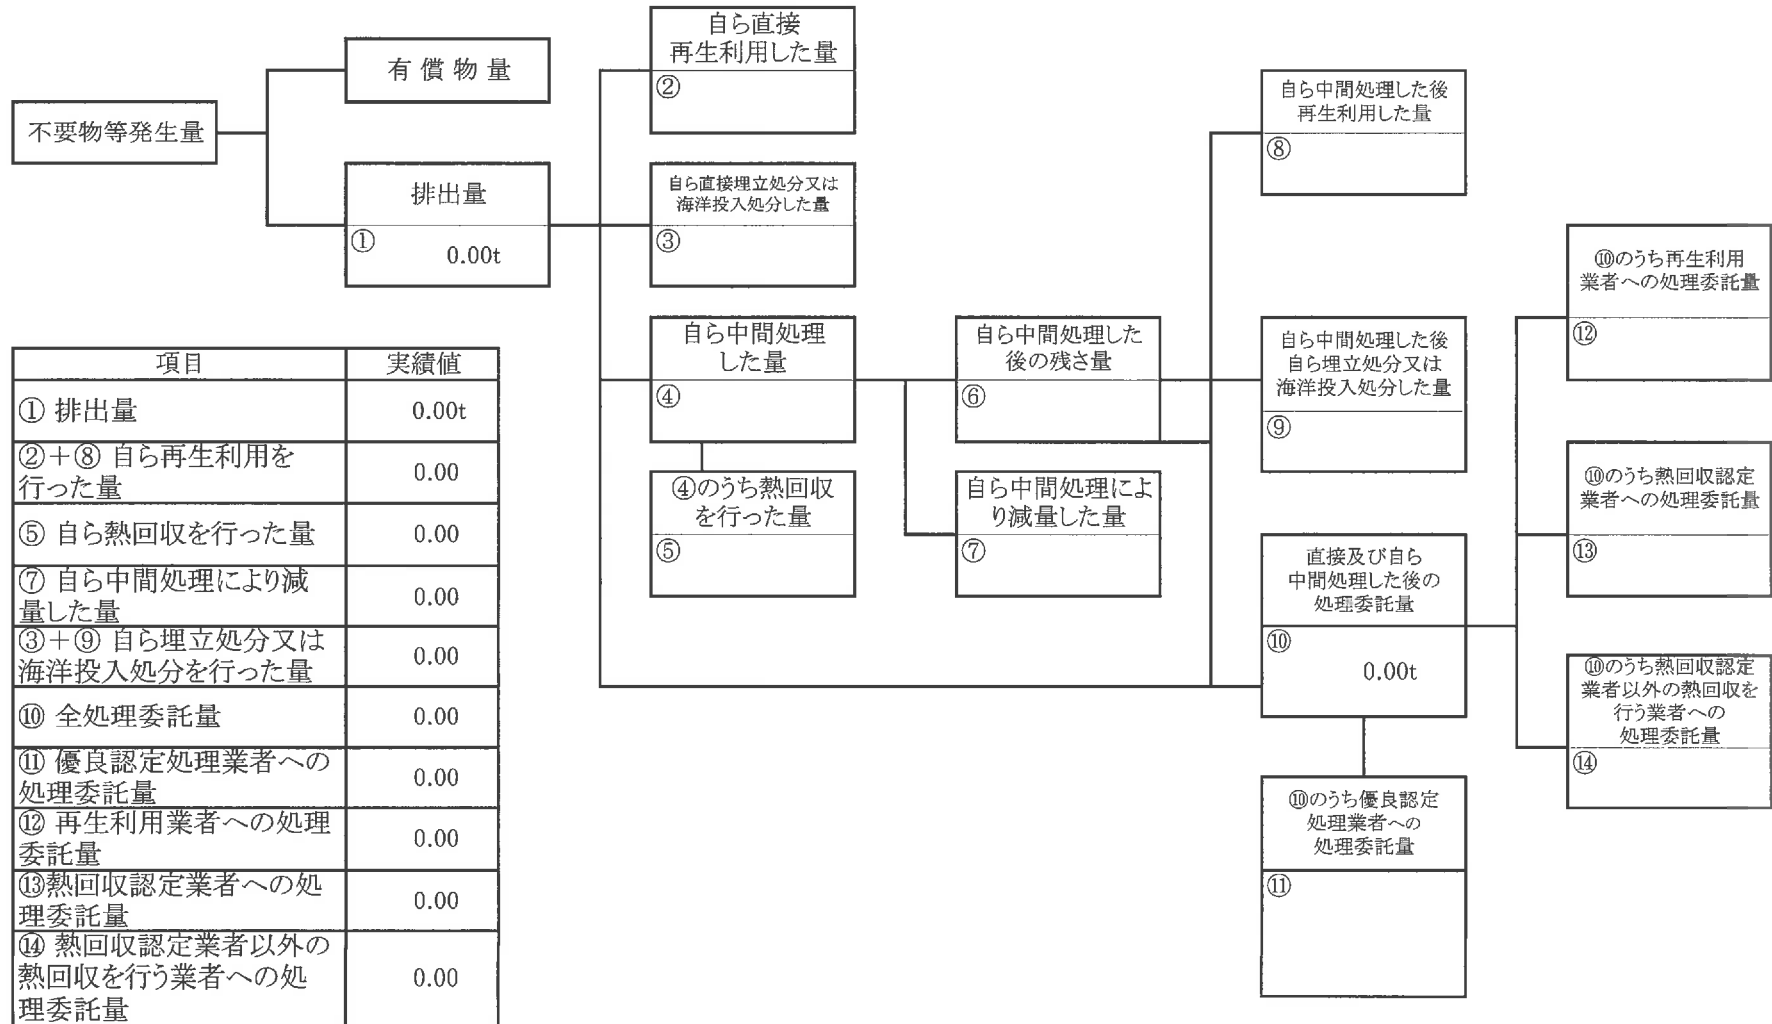 不要物等発生量
有償物量
排出量
①
0.00t
自ら直接
再生利用した量
②
自ら直接埋立処分又は
海洋投入処分した量
③
自ら中間処理
した量
④
④のうち熱回収
を行った量
⑤
自ら中間処理した
後の残さ量
⑥
自ら中間処理によ
り減量した量
⑦
自ら中間処理した後
再生利用した量
⑧
自ら中間処理した後
自ら埋立処分又は
海洋投入処分した量
⑨
直接及び自ら
中間処理した後の
処理委託量
⑩
0.00t
⑩のうち優良認定
処理業者への
処理委託量
⑪
⑩のうち再生利用
業者への処理委託量
⑫
⑩のうち熱回収認定
業者への処理委託量
⑬
⑩のうち熱回収認定
業者以外の熱回収を
行う業者への
処理委託量
⑭
項目 実績値
① 排出量 0.00t
②+⑧ 自ら再生利用を
行った量 0.00
⑤ 自ら熱回収を行った量 0.00
⑦ 自ら中間処理により減
量した量 0.00
③+⑨ 自ら埋立処分又は
海洋投入処分を行った量 0.00
⑩ 全処理委託量 0.00
⑪ 優良認定処理業者への
処理委託量 0.00
⑫ 再生利用業者への処理
委託量 0.00
⑬熱回収認定業者への処
理委託量 0.00
⑭ 熱回収認定業者以外の
熱回収を行う業者への処
理委託量 0.00